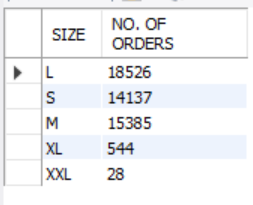 SIZE NO. OF
ORDERS
L 18526
S 14137
M 15385
XL 544
XXL 28